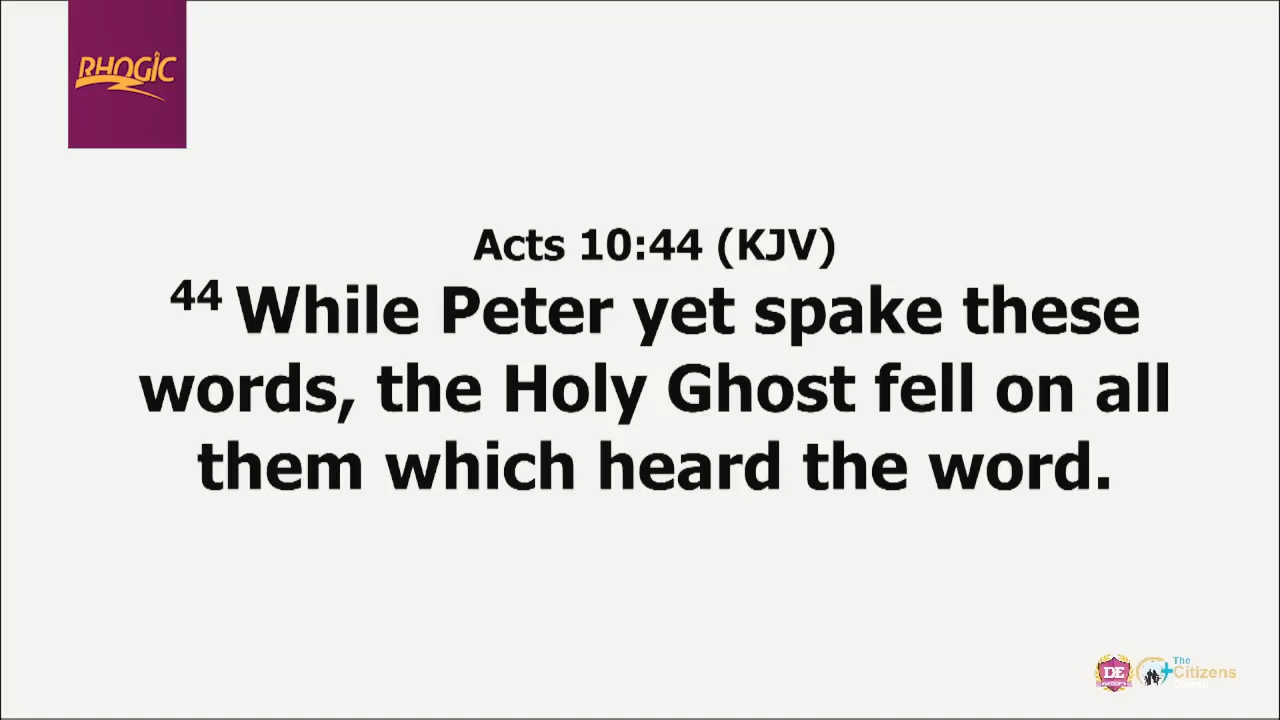 RHOGIC
Acts 10:44 (KJV)
44 While Peter yet spake these
words, the Holy Ghost fell on all
them which heard the word.
DE
The
Citizens